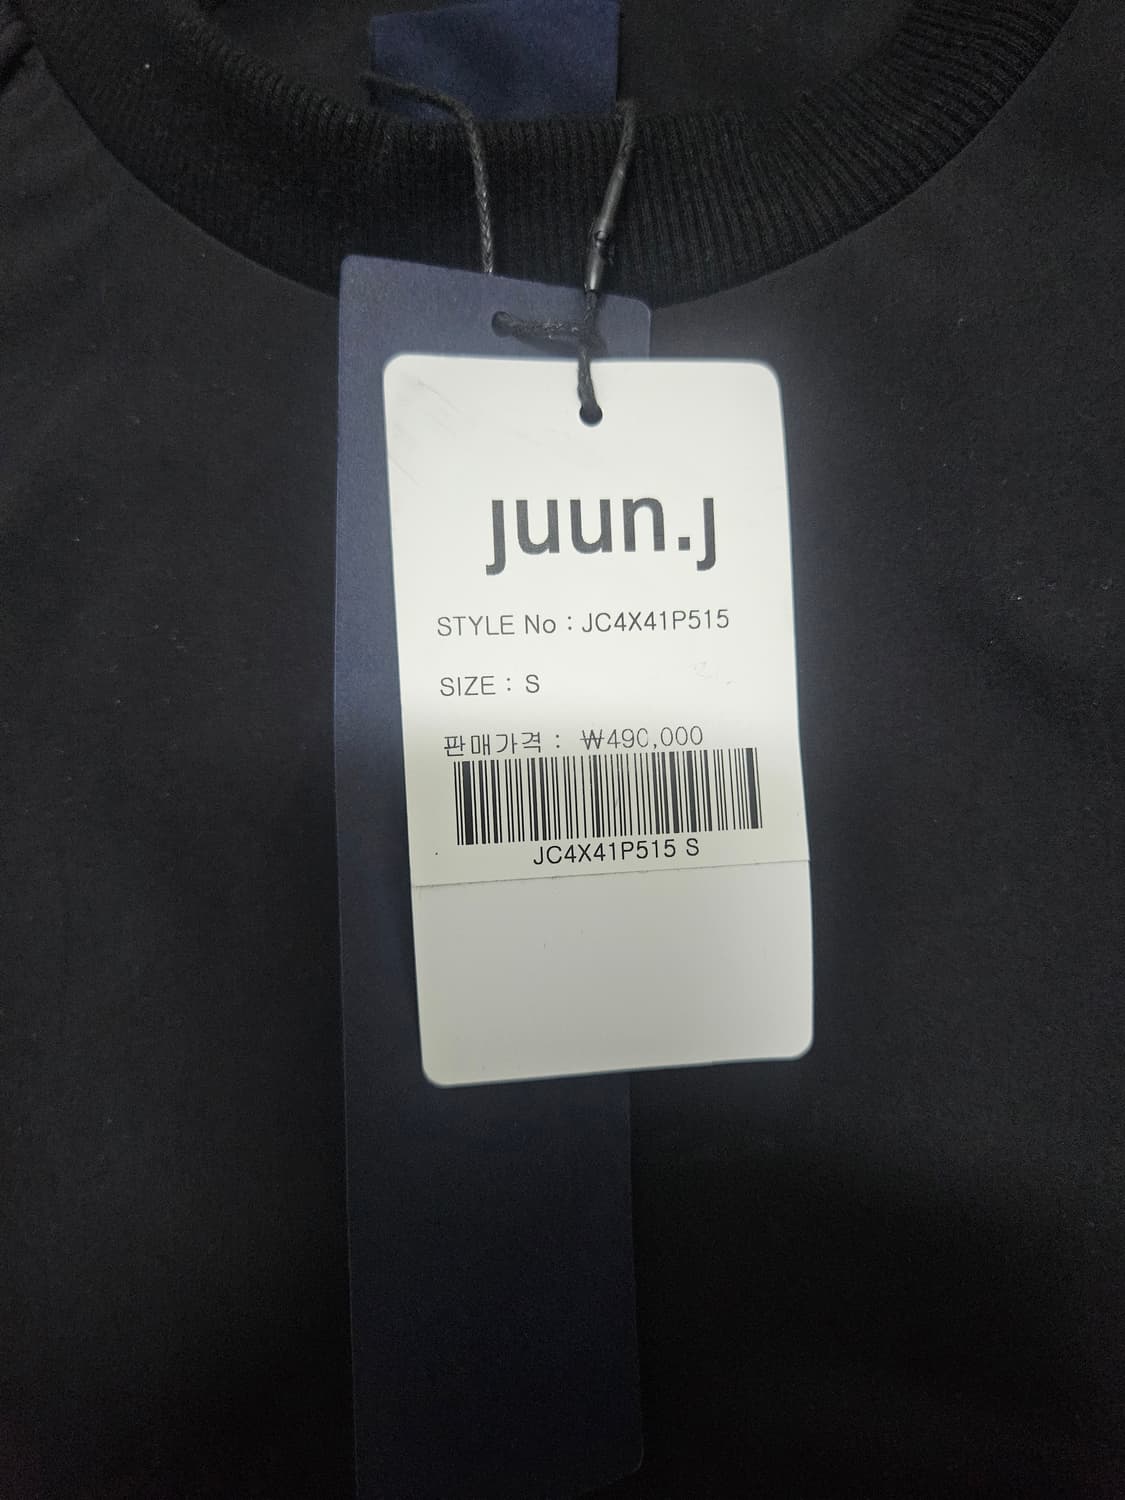 juun.j
STYLE No : JC4X41P515
SIZE : S
판매가격 : ₩490,000
JC4X41P515 S